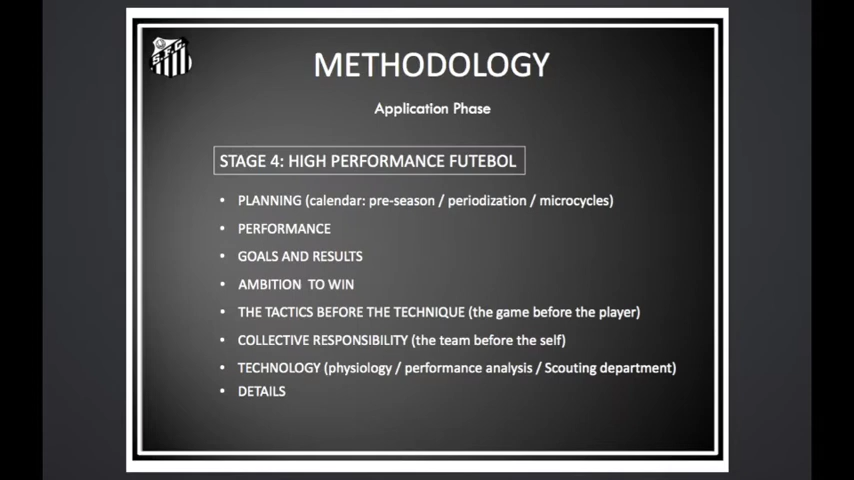 S.F.C.
METHODOLOGY
Application Phase
STAGE 4: HIGH PERFORMANCE FUTEBOL
• PLANNING (calendar: pre-season / periodization / microcycles)
• PERFORMANCE
• GOALS AND RESULTS
• AMBITION TO WIN
• THE TACTICS BEFORE THE TECHNIQUE (the game before the player)
• COLLECTIVE RESPONSIBILITY (the team before the self)
• TECHNOLOGY (physiology / performance analysis / Scouting department)
• DETAILS